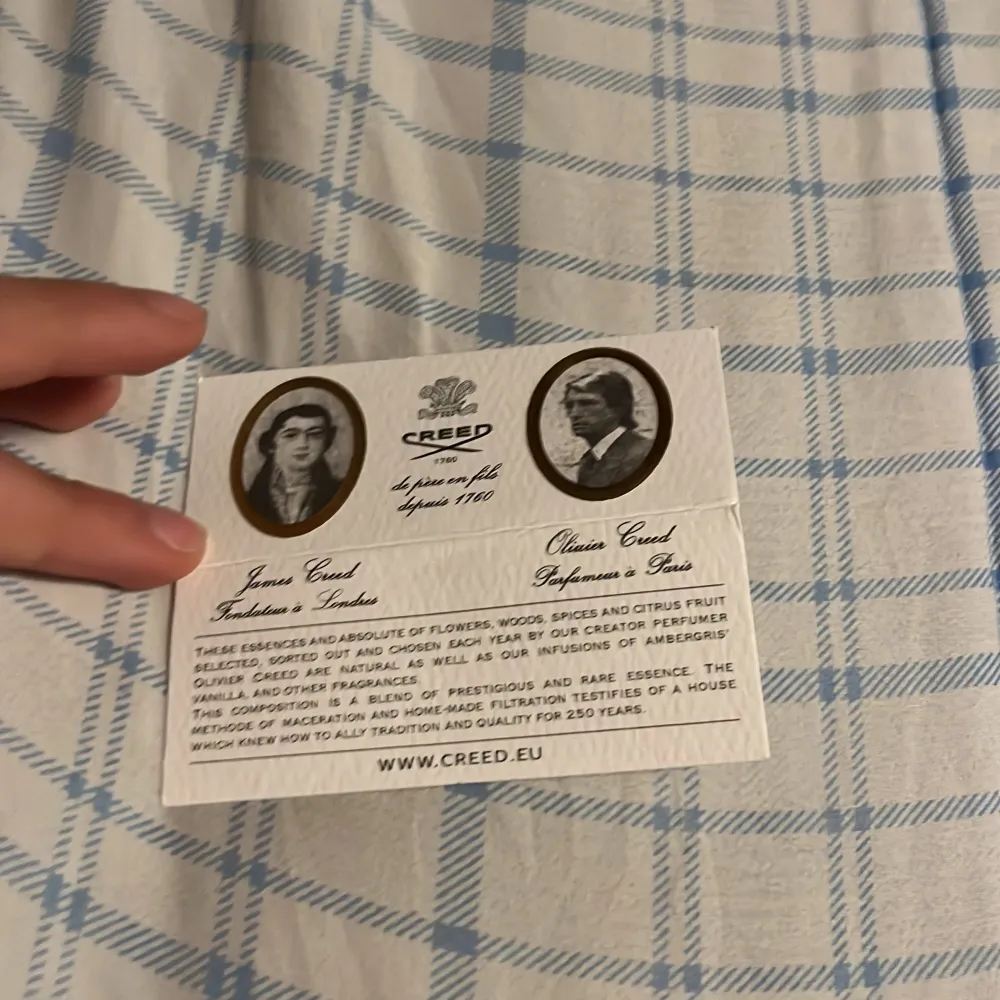 CREED
1760
de père en fils
depuis 1760
James Creed
Fondateur à Londres
Olivier Creed
Parfumeur à Paris
THESE ESSENCES AND ABSOLUTE OF FLOWERS, WOODS, SPICES AND CITRUS FRUIT
SELECTED, SORTED OUT AND CHOSEN EACH YEAR BY OUR CREATOR PERFUMER
OLIVIER CREED ARE NATURAL AS WELL AS OUR INFUSIONS OF AMBERGRIS'
VANILLA, AND OTHER FRAGRANCES.
THIS COMPOSITION IS A BLEND OF PRESTIGIOUS AND RARE ESSENCE. THE
METHODE OF MACERATION AND HOME-MADE FILTRATION TESTIFIES OF A HOUSE
WHICH KNEW HOW TO ALLY TRADITION AND QUALITY FOR 250 YEARS.
WWW.CREED.EU